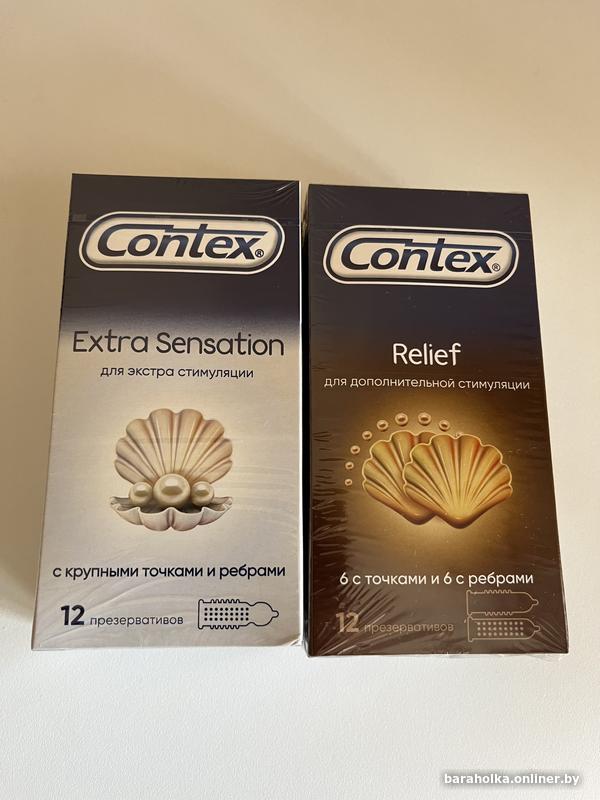 Contex®
Extra Sensation
для экстра стимуляции
с крупными точками и ребрами
12 презервативов
Contex®
Relief
для дополнительной стимуляции
6 с точками и 6 с ребрами
12 презервативов
baraholka.onliner.by